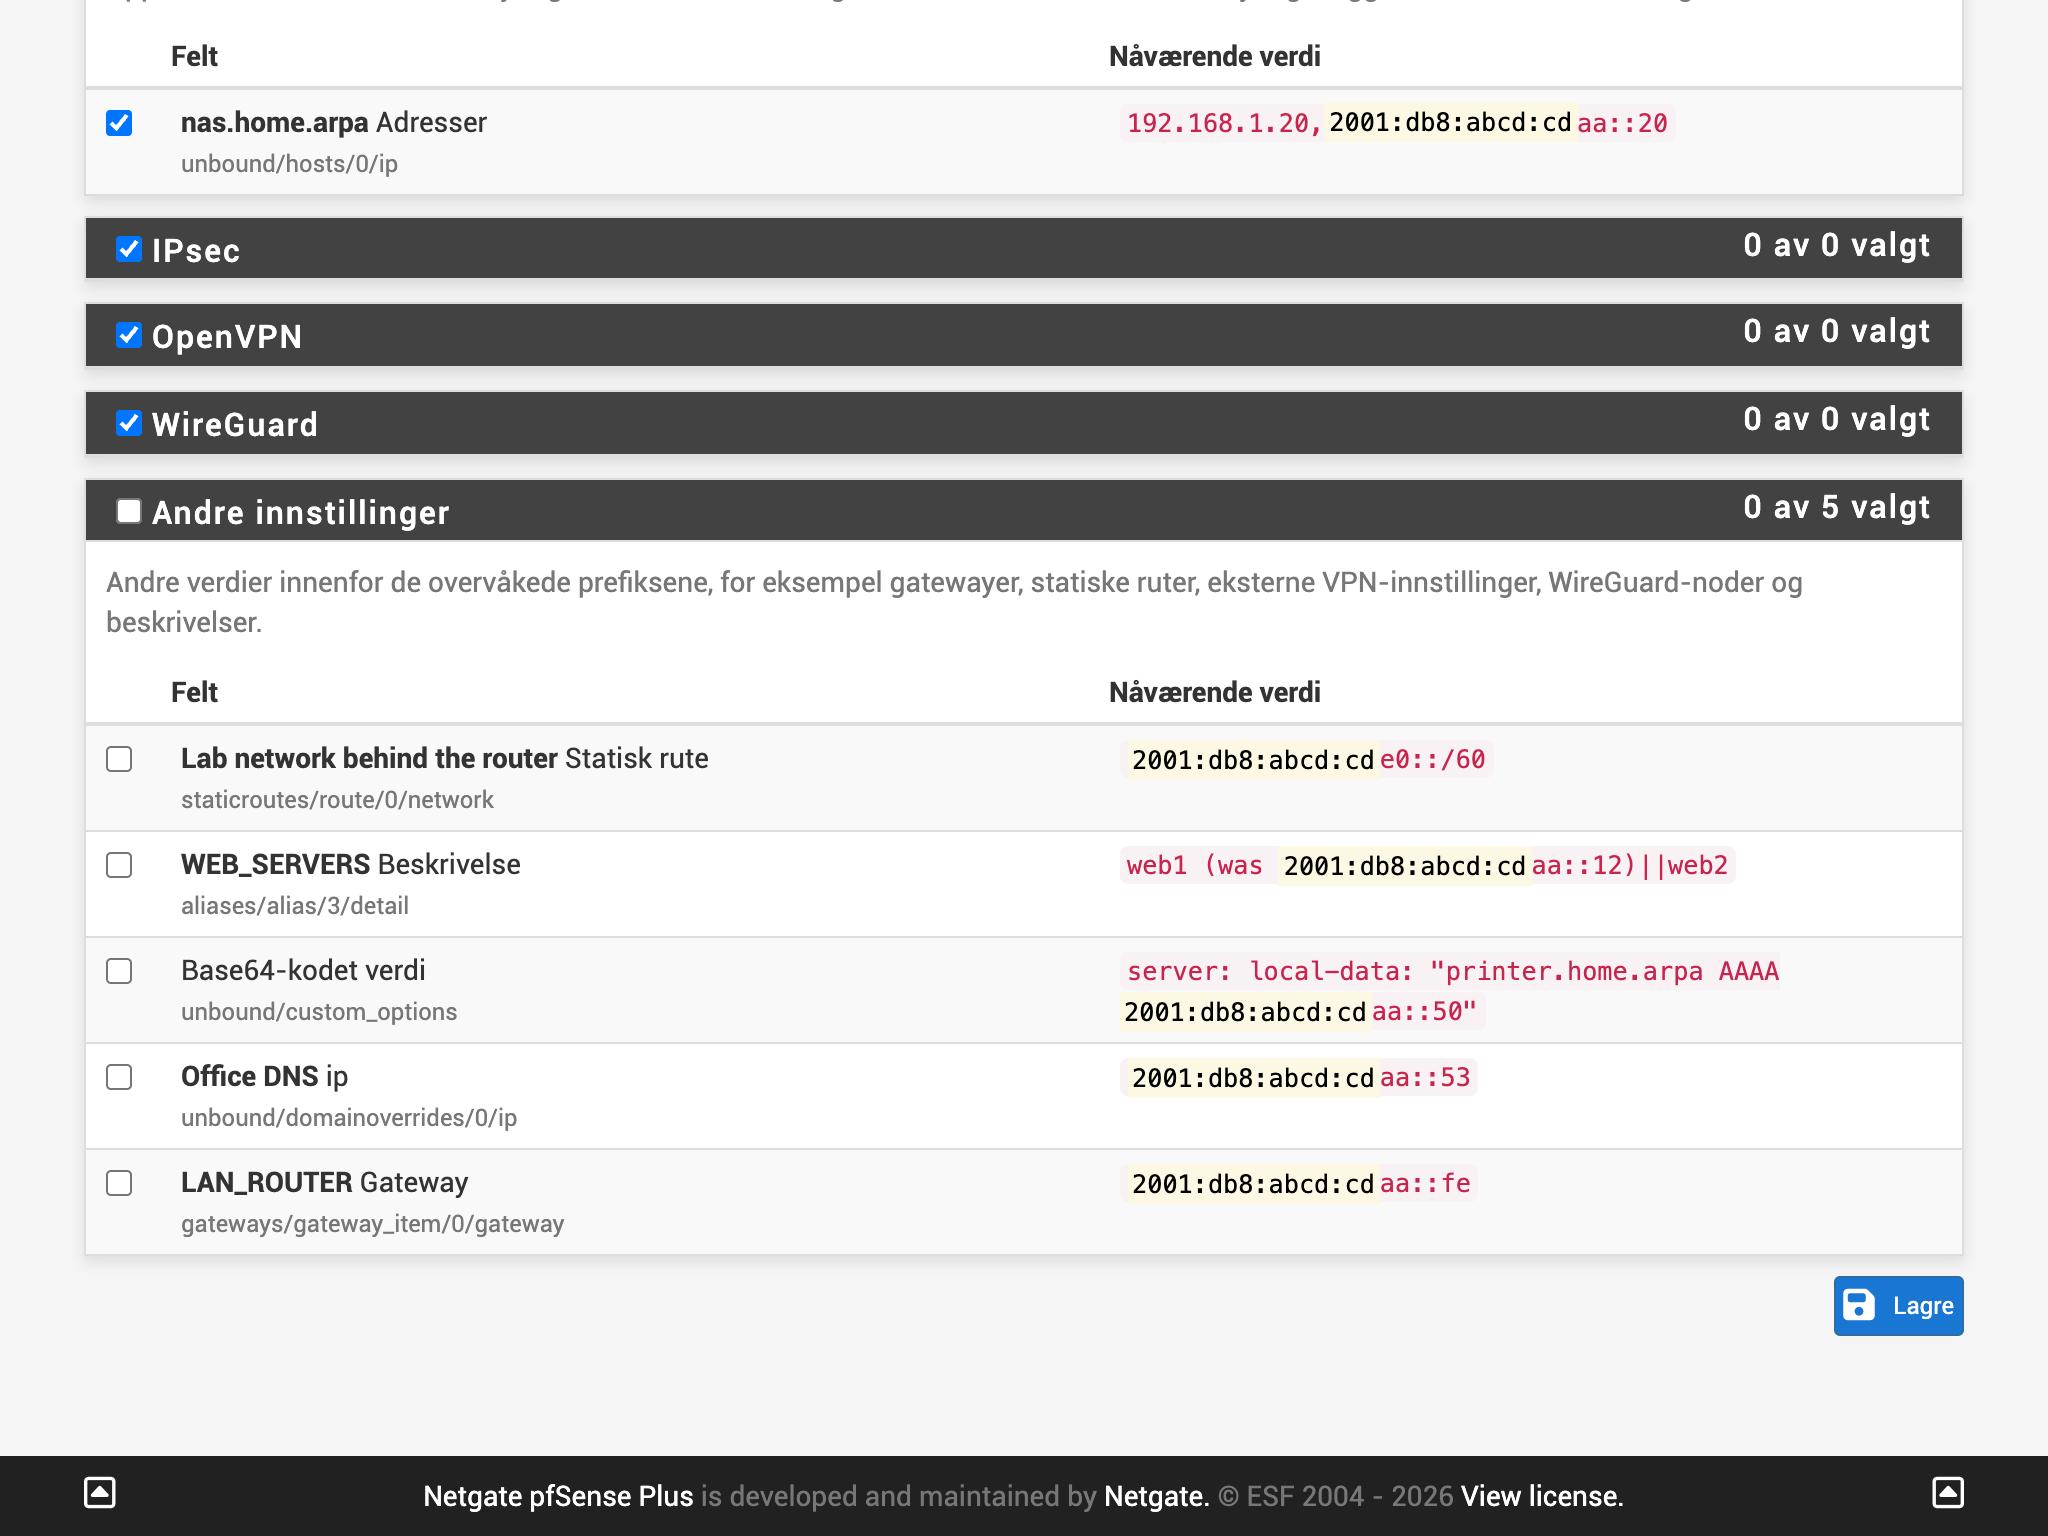 Felt Nåværende verdi
nas.home.arpa Adresser 192.168.1.20,2001:db8:abcd:cdaa::20
unbound/hosts/0/ip
IPsec 0 av 0 valgt
OpenVPN 0 av 0 valgt
WireGuard 0 av 0 valgt
Andre innstillinger 0 av 5 valgt
Andre verdier innenfor de overvåkede prefiksene, for eksempel gatewayer, statiske ruter, eksterne VPN-innstillinger, WireGuard-noder og
beskrivelser.
Felt Nåværende verdi
Lab network behind the router Statisk rute 2001:db8:abcd:cde0::/60
staticroutes/route/0/network
WEB_SERVERS Beskrivelse web1 (was 2001:db8:abcd:cdaa::12)||web2
aliases/alias/3/detail
Base64-kodet verdi server: local-data: "printer.home.arpa AAAA
unbound/custom_options 2001:db8:abcd:cdaa::50"
Office DNS ip 2001:db8:abcd:cdaa::53
unbound/domainoverrides/0/ip
LAN_ROUTER Gateway 2001:db8:abcd:cdaa::fe
gateways/gateway_item/0/gateway
Lagre
Netgate pfSense Plus is developed and maintained by Netgate. © ESF 2004 - 2026 View license.